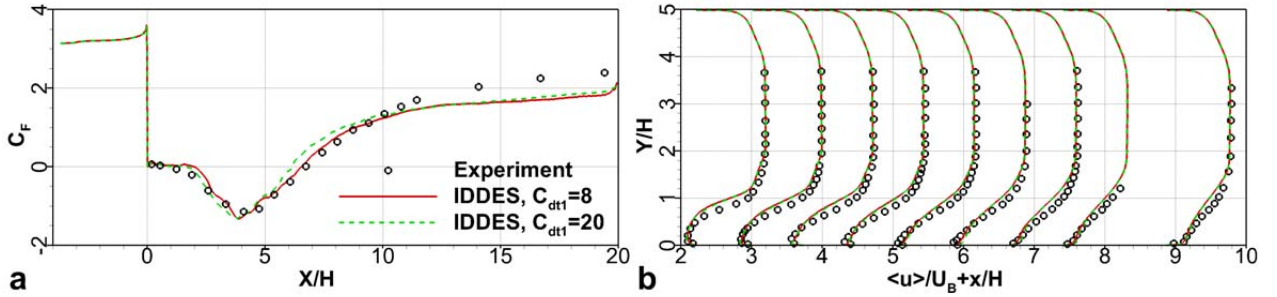 4
2
0
-2
C_F
0
5
10
15
20
X/H
Experiment
IDDES, C_dt1=8
IDDES, C_dt1=20
a
5
4
3
2
1
0
Y/H
2
3
4
5
6
7
8
9
10
<u>/U_B+x/H
b